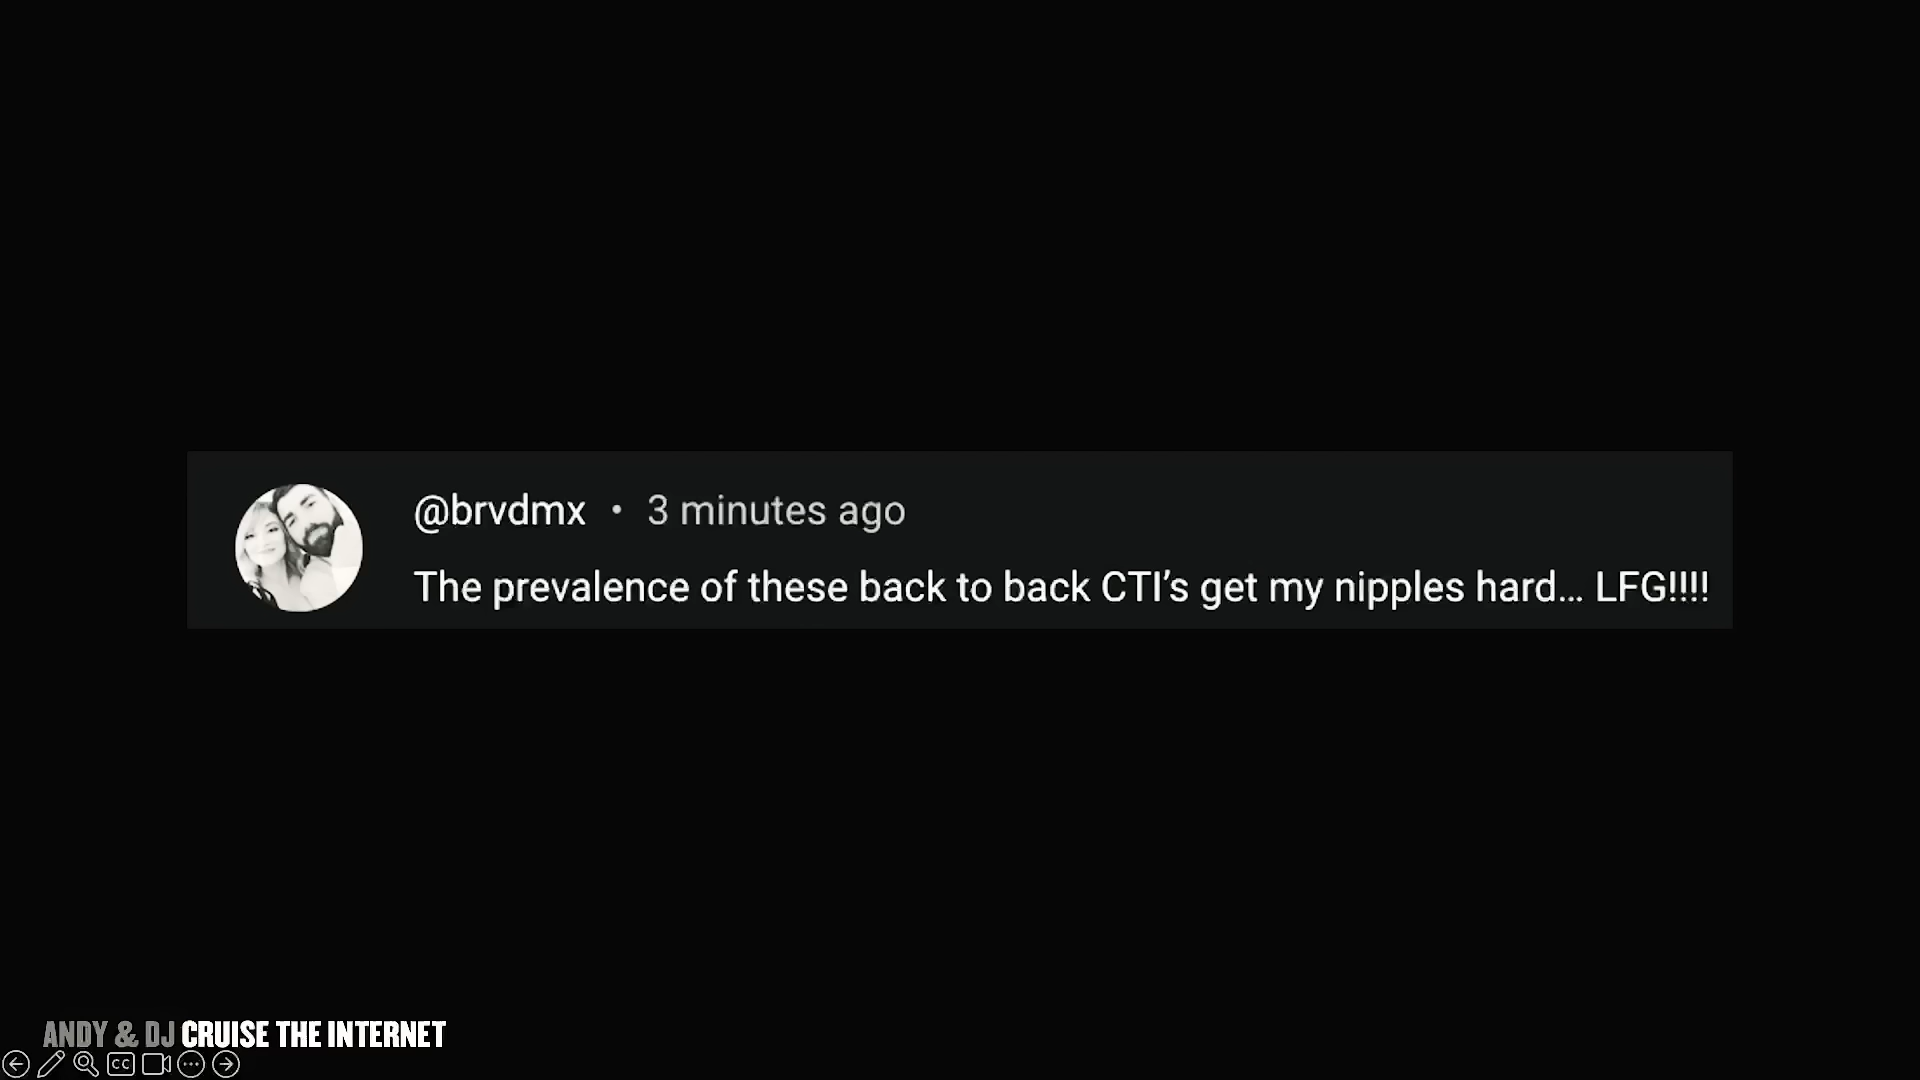 @brvdmx • 3 minutes ago
The prevalence of these back to back CTI’s get my nipples hard... LFG!!!!
ANDY & DJ CRUISE THE INTERNET
CC